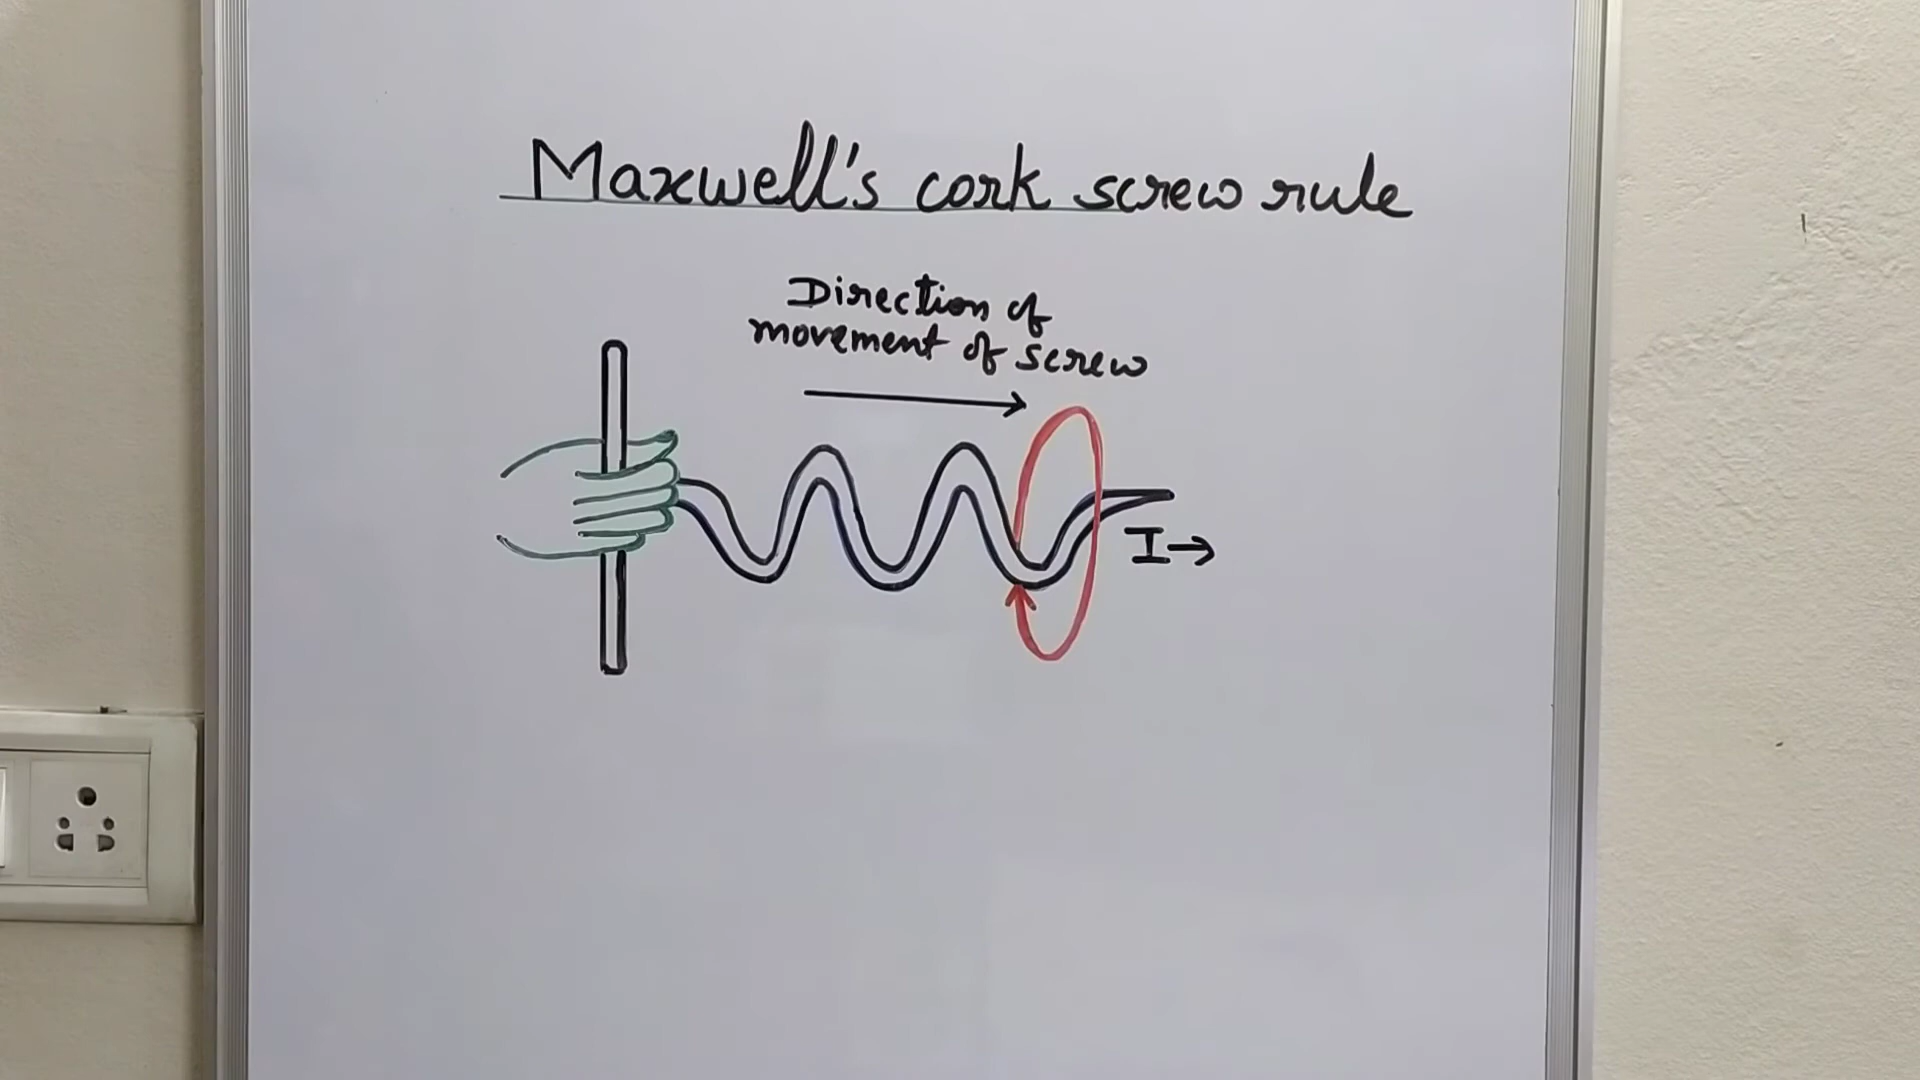 Maxwell's cork screw rule
Direction of
movement of screw
I→